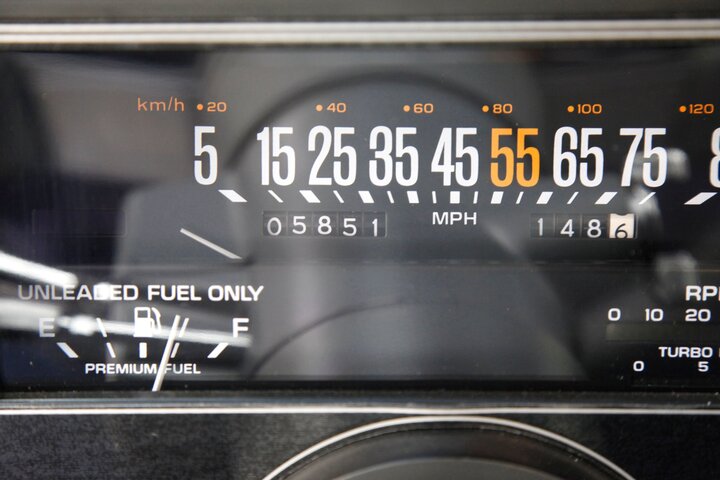 km/h 20 40 60 80 100 120
5 15 25 35 45 55 65 75
05851 MPH 1486
UNLEADED FUEL ONLY
E F
PREMIUM FUEL
0 10 20
TURBO
0 5